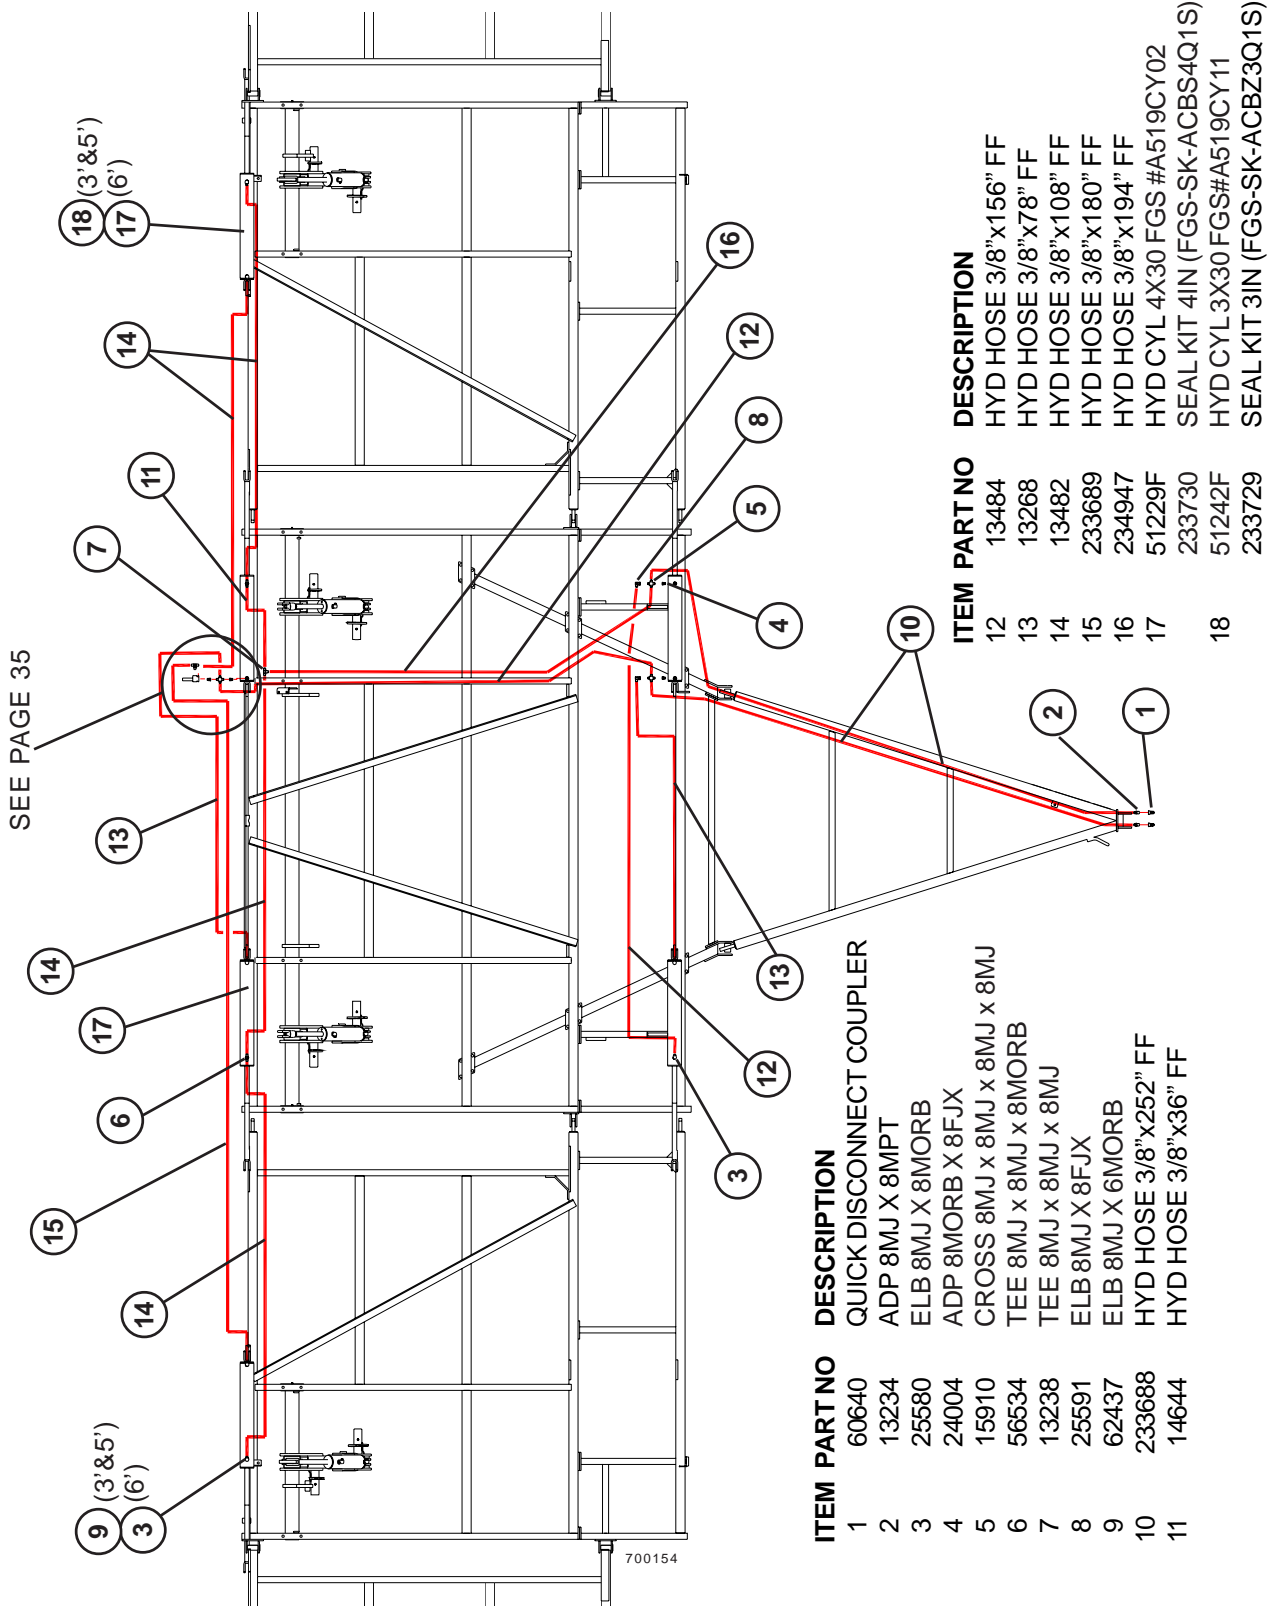 SEE PAGE 35
9 (3'&5')
3 (6')
14
15
6
17
14
13
7
11
14
18 (3'&5')
17 (6')
16
12
8
5
4
10
2
1
13
12
3
700154
ITEM PART NO DESCRIPTION
1 60640 QUICK DISCONNECT COUPLER
2 13234 ADP 8MJ X 8MPT
3 25580 ELB 8MJ X 8MORB
4 24004 ADP 8MORB X 8FJX
5 15910 CROSS 8MJ x 8MJ x 8MJ x 8MJ
6 56534 TEE 8MJ x 8MJ x 8MORB
7 13238 TEE 8MJ x 8MJ x 8MJ
8 25591 ELB 8MJ X 8FJX
9 62437 ELB 8MJ X 6MORB
10 233688 HYD HOSE 3/8"x252" FF
11 14644 HYD HOSE 3/8"x36" FF
ITEM PART NO DESCRIPTION
12 13484 HYD HOSE 3/8"x156" FF
13 13268 HYD HOSE 3/8"x78" FF
14 13482 HYD HOSE 3/8"x108" FF
15 233689 HYD HOSE 3/8"x180" FF
16 234947 HYD HOSE 3/8"x194" FF
17 51229F HYD CYL 4X30 FGS #A519CY02
233730 SEAL KIT 4IN (FGS-SK-ACBS4Q1S)
18 51242F HYD CYL 3X30 FGS#A519CY11
233729 SEAL KIT 3IN (FGS-SK-ACBZ3Q1S)